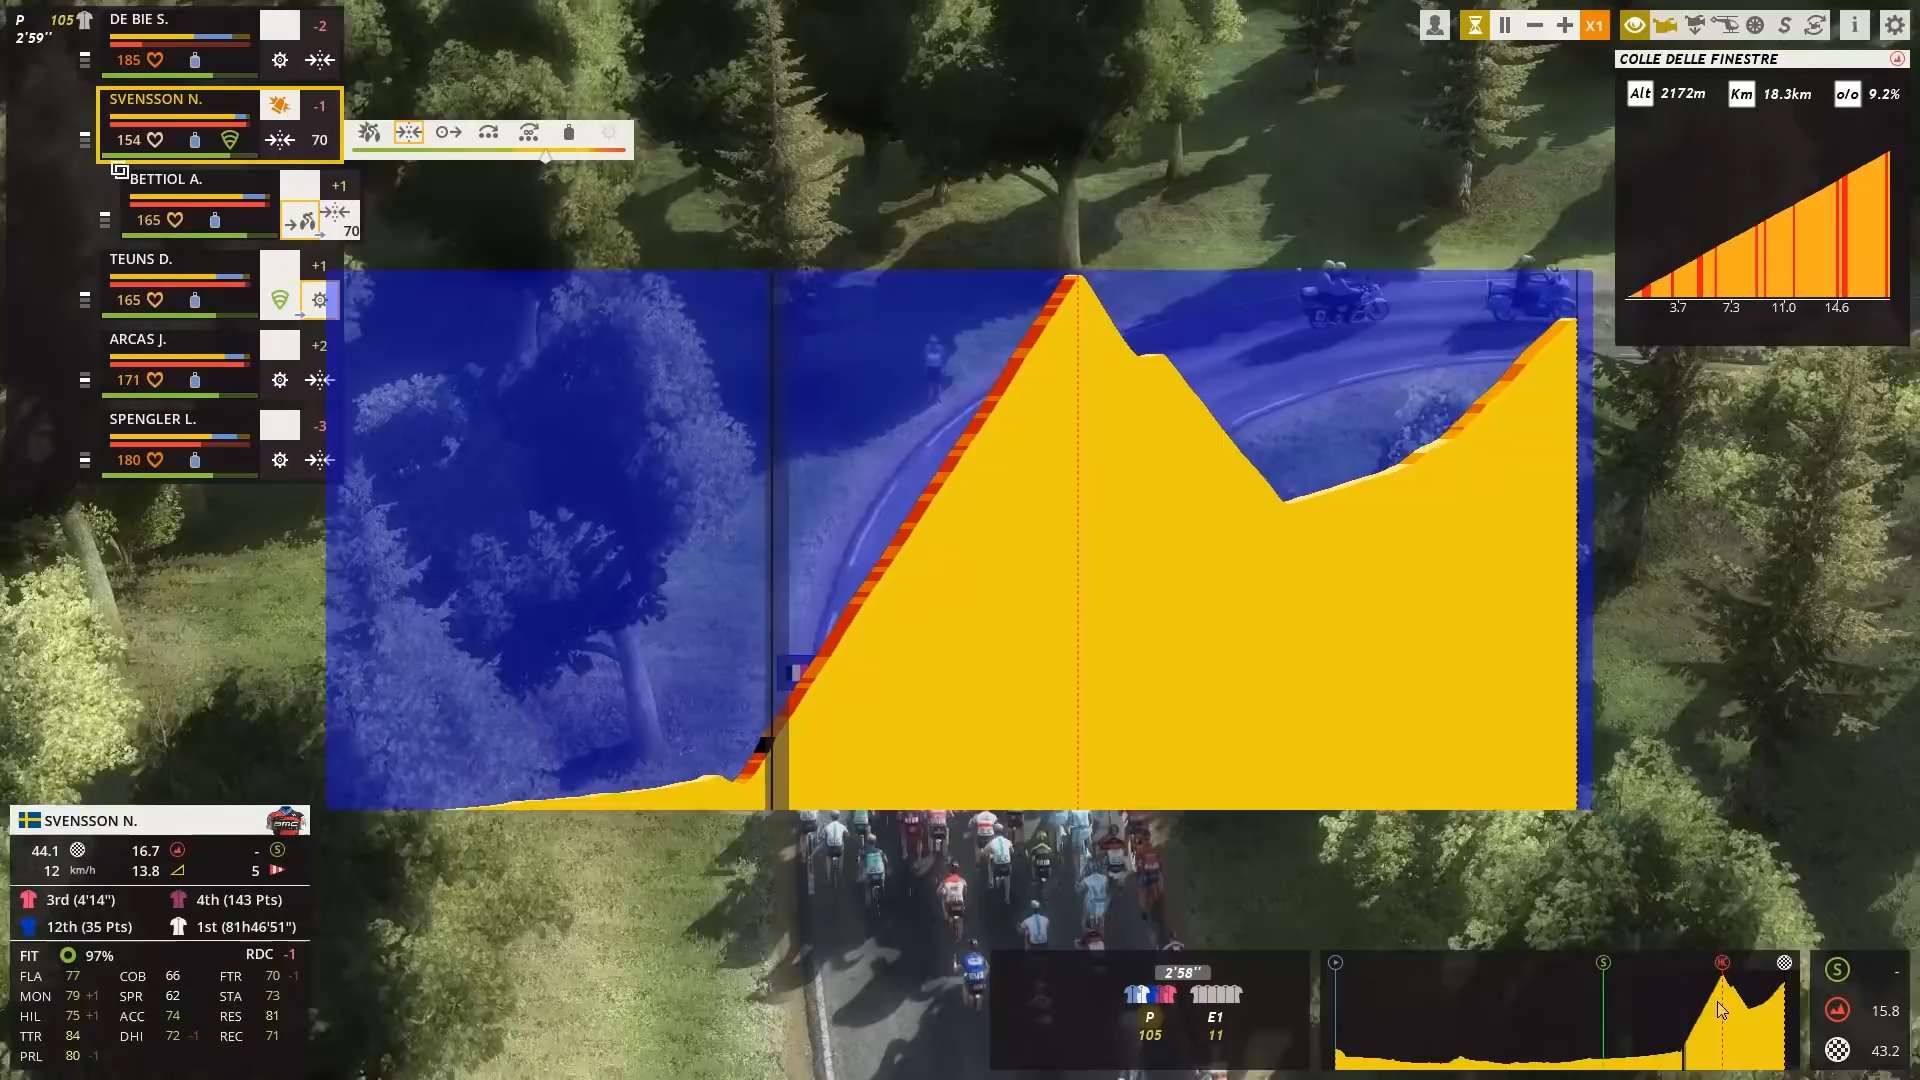 P 105
2'59''
DE BIE S.
-2
185
SVENSSON N.
-1
154
70
BETTIOL A.
+1
165
70
TEUNS D.
+1
165
ARCAS J.
+2
171
SPENGLER L.
-3
180
X1
S
i
COLLE DELLE FINESTRE
Alt 2172m Km 18.3km o/o 9.2%
3.7 7.3 11.0 14.6
SVENSSON N.
44.1 16.7 - S
12 km/h 13.8 5
3rd (4'14") 4th (143 Pts)
12th (35 Pts) 1st (81h46'51")
FIT 97% RDC -1
FLA 77 COB 66 FTR 70 -1
MON 79 +1 SPR 62 STA 73
HIL 75 +1 ACC 74 RES 81
TTR 84 DHI 72 -1 REC 71
PRL 80 -1
2'58''
P E1
105 11
S HC
S -
15.8
43.2